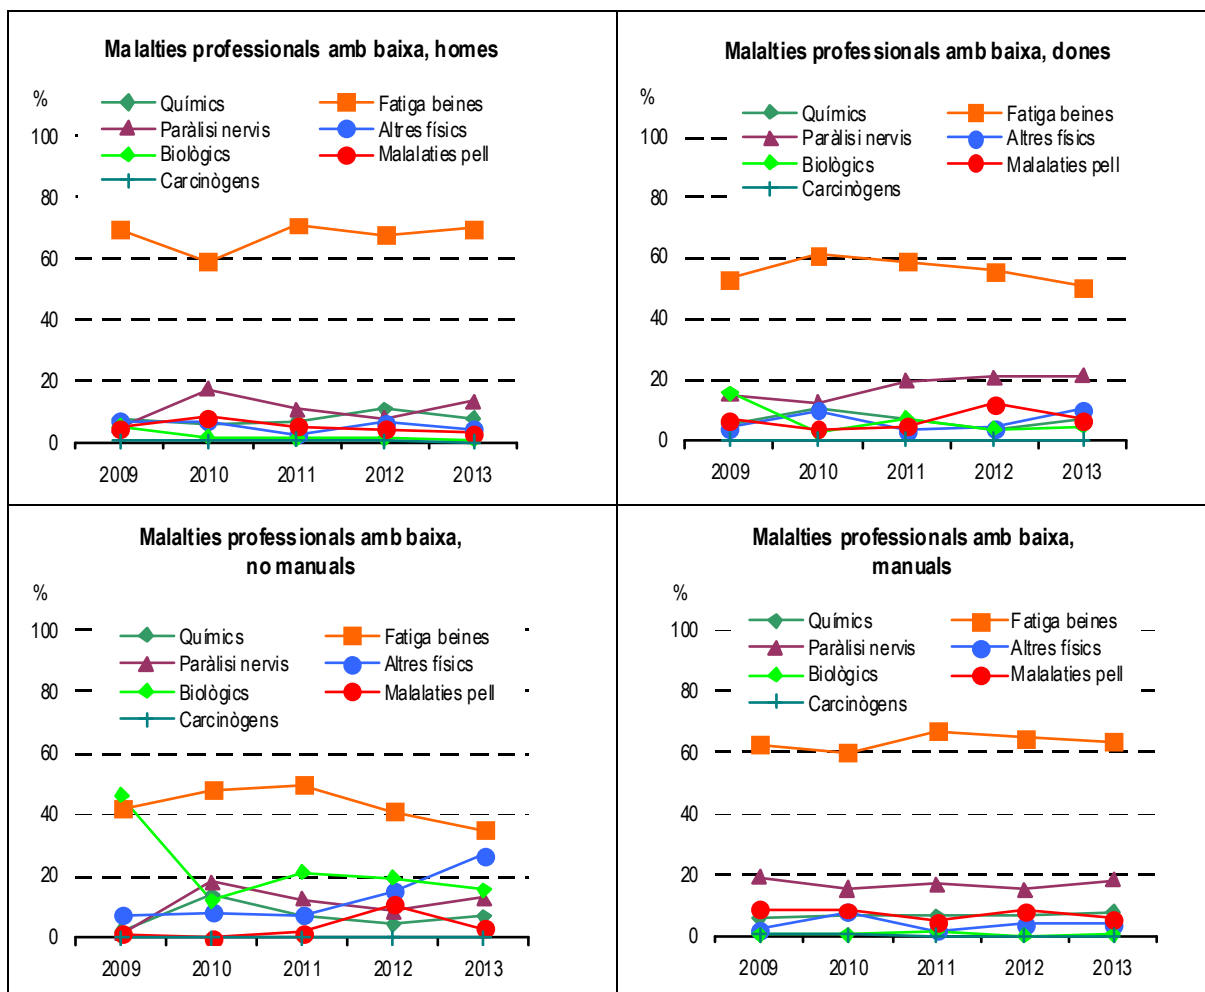 Malalties professionals amb baixa, homes
%
Químics
Fatiga beines
Paràlisi nervis
Altres físics
Biològics
Malalaties pell
Carcinògens
100
80
60
40
20
0
2009 2010 2011 2012 2013
Malalties professionals amb baixa, dones
%
Químics
Fatiga beines
Paràlisi nervis
Altres físics
Biològics
Malalaties pell
Carcinògens
100
80
60
40
20
0
2009 2010 2011 2012 2013
Malalties professionals amb baixa,
no manuals
%
Químics
Fatiga beines
Paràlisi nervis
Altres físics
Biològics
Malalaties pell
Carcinògens
100
80
60
40
20
0
2009 2010 2011 2012 2013
Malalties professionals amb baixa,
manuals
%
Químics
Fatiga beines
Paràlisi nervis
Altres físics
Biològics
Malalaties pell
Carcinògens
100
80
60
40
20
0
2009 2010 2011 2012 2013